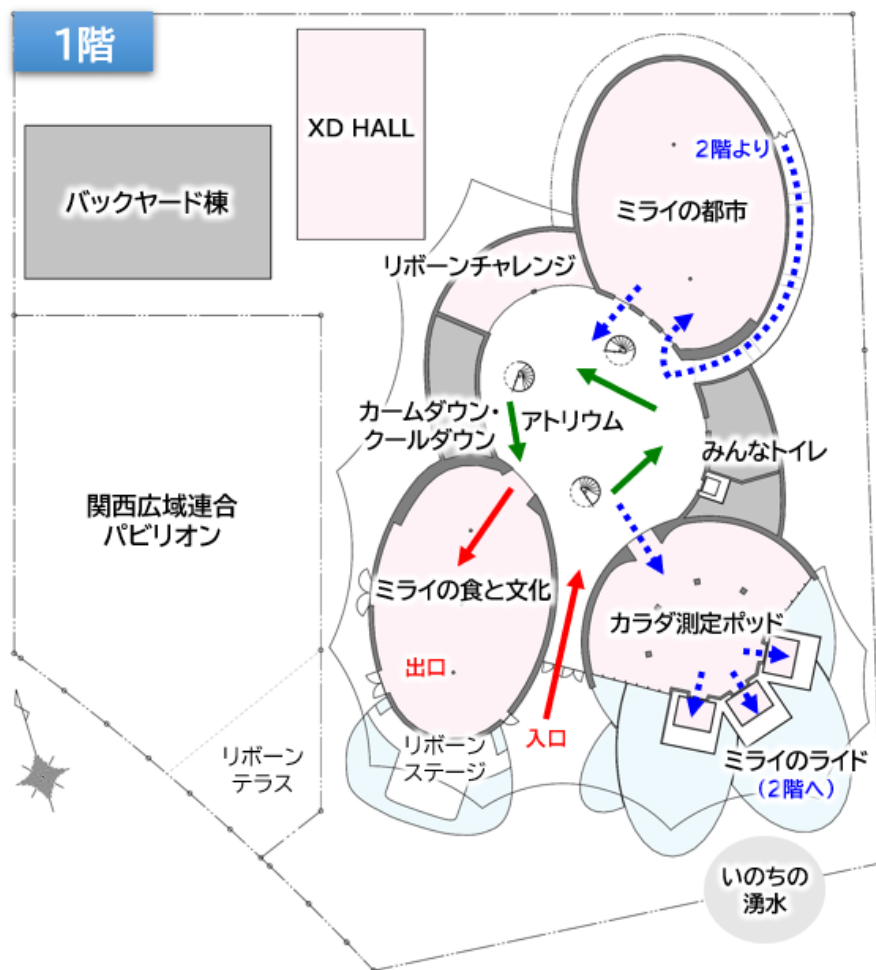 1階
XD HALL
バックヤード棟
2階より
ミライの都市
リボーンチャレンジ
カームダウン・
クールダウン
アトリウム
みんなトイレ
関西広域連合
パビリオン
ミライの食と文化
カラダ測定ポッド
出口
入口
リボーン
ステージ
リボーン
テラス
ミライのライド
(2階へ)
いのちの
湧水